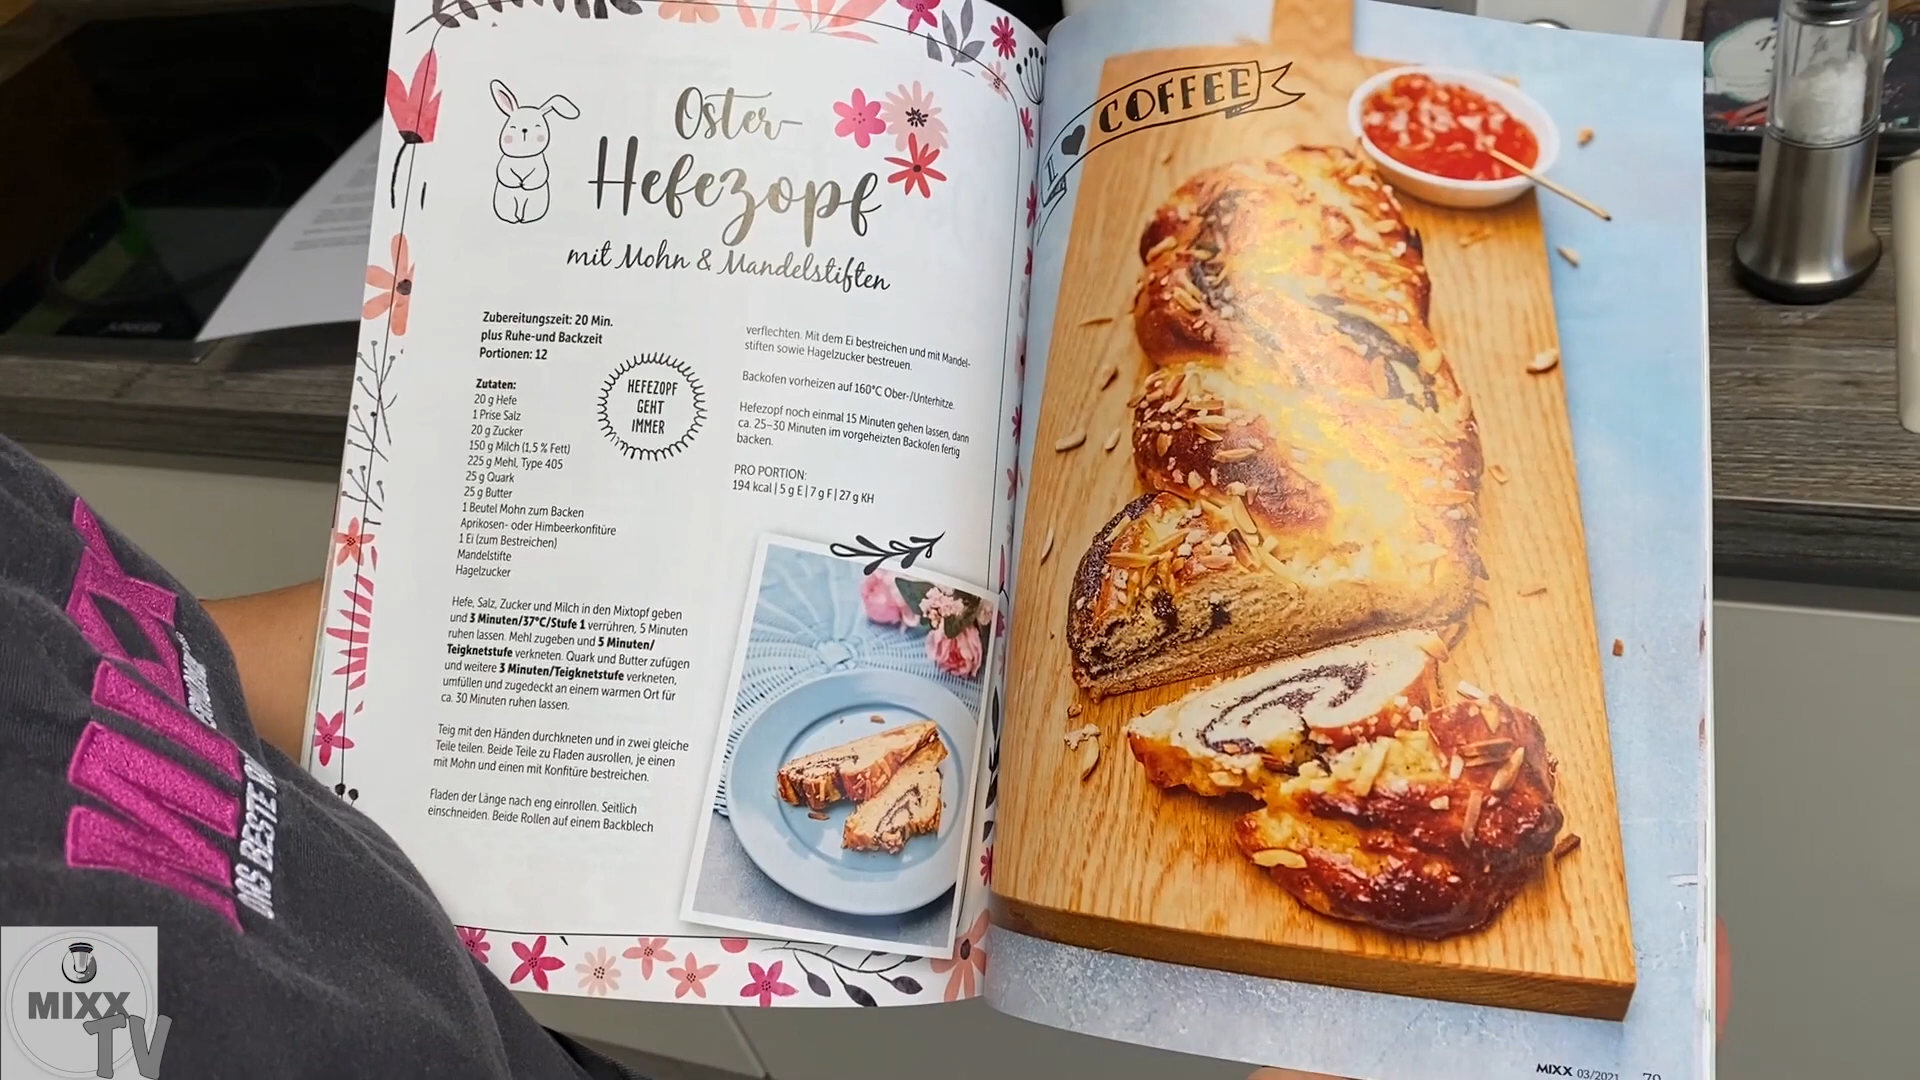 Oster-
Hefezopf
mit Mohn & Mandelstiften
Zubereitungszeit: 20 Min.
plus Ruhe-und Backzeit
Portionen: 12
HEFEZOPF
GEHT
IMMER
Zutaten:
20 g Hefe
1 Prise Salz
20 g Zucker
150 g Milch (1,5 % Fett)
225 g Mehl, Type 405
25 g Quark
25 g Butter
1 Beutel Mohn zum Backen
Aprikosen- oder Himbeerkonfitüre
1 Ei (zum Bestreichen)
Mandelstifte
Hagelzucker
Hefe, Salz, Zucker und Milch in den Mixtopf geben
und 3 Minuten/37°C/Stufe 1 verrühren, 5 Minuten
ruhen lassen. Mehl zugeben und 5 Minuten/
Teigknetstufe verkneten. Quark und Butter zufügen
und weitere 3 Minuten/Teigknetstufe verkneten,
umfüllen und zugedeckt an einem warmen Ort für
ca. 30 Minuten ruhen lassen.
Teig mit den Händen durchkneten und in zwei gleiche
Teile teilen. Beide Teile zu Fladen ausrollen, je einen
mit Mohn und einen mit Konfitüre bestreichen.
Fladen der Länge nach eng einrollen. Seitlich
einschneiden. Beide Rollen auf einem Backblech
verflechten. Mit dem Ei bestreichen und mit Mandel-
stiften sowie Hagelzucker bestreuen.
Backofen vorheizen auf 160°C Ober-/Unterhitze.
Hefezopf noch einmal 15 Minuten gehen lassen, dann
ca. 25–30 Minuten im vorgeheizten Backofen fertig
backen.
PRO PORTION:
194 kcal | 5 g E | 7 g F | 27 g KH
I COFFEE
MIXX 03/2021
MIXX
DAS BESTE
MIXX
TV